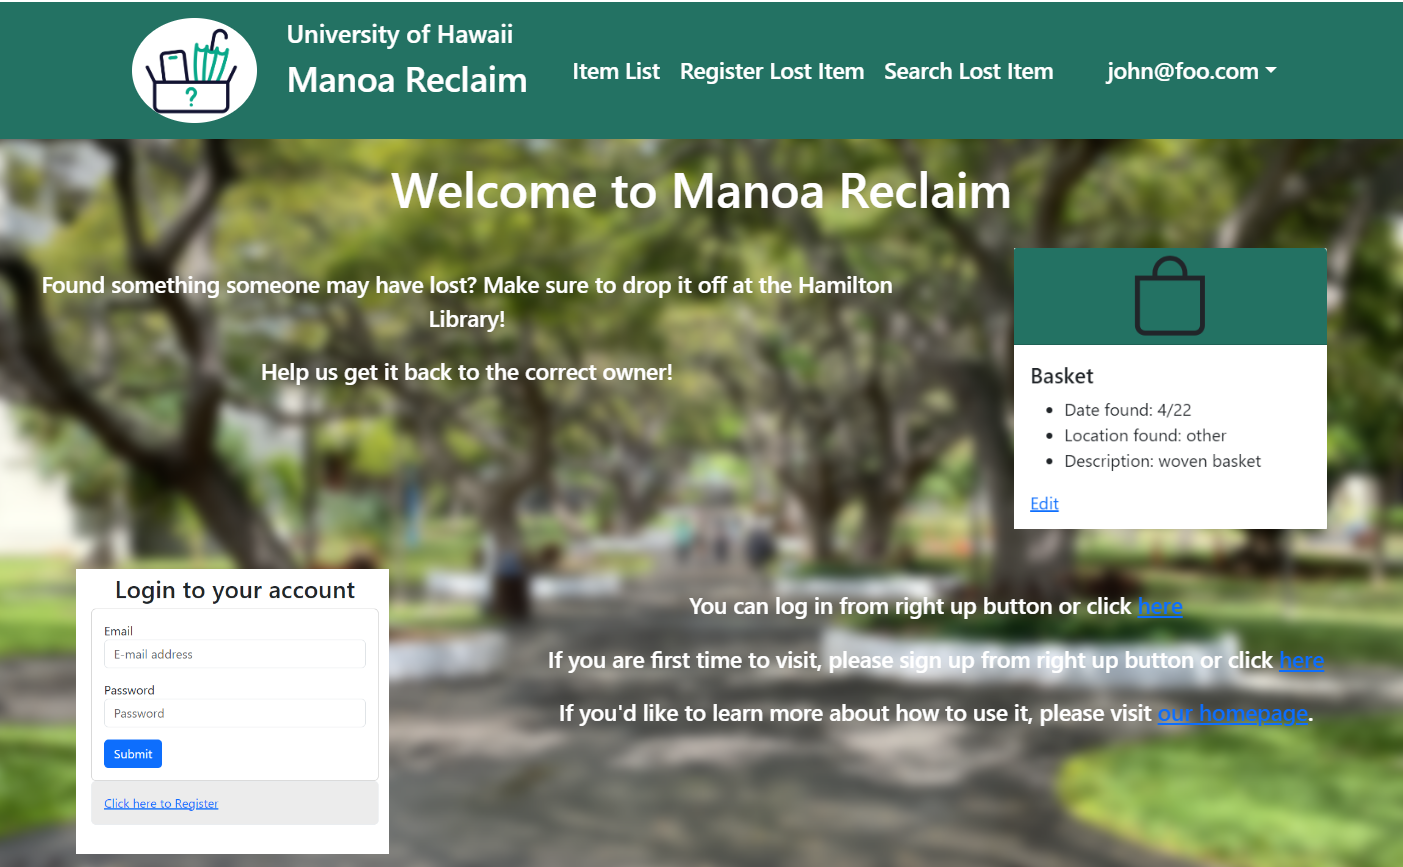 University of Hawaii
Manoa Reclaim
Item List Register Lost Item Search Lost Item john@foo.com
?
Welcome to Manoa Reclaim
Found something someone may have lost? Make sure to drop it off at the Hamilton
Library!
Help us get it back to the correct owner!
Basket
• Date found: 4/22
• Location found: other
• Description: woven basket
Edit
Login to your account
Email
E-mail address
Password
Password
Submit
Click here to Register
You can log in from right up button or click here
If you are first time to visit, please sign up from right up button or click here
If you'd like to learn more about how to use it, please visit our homepage.